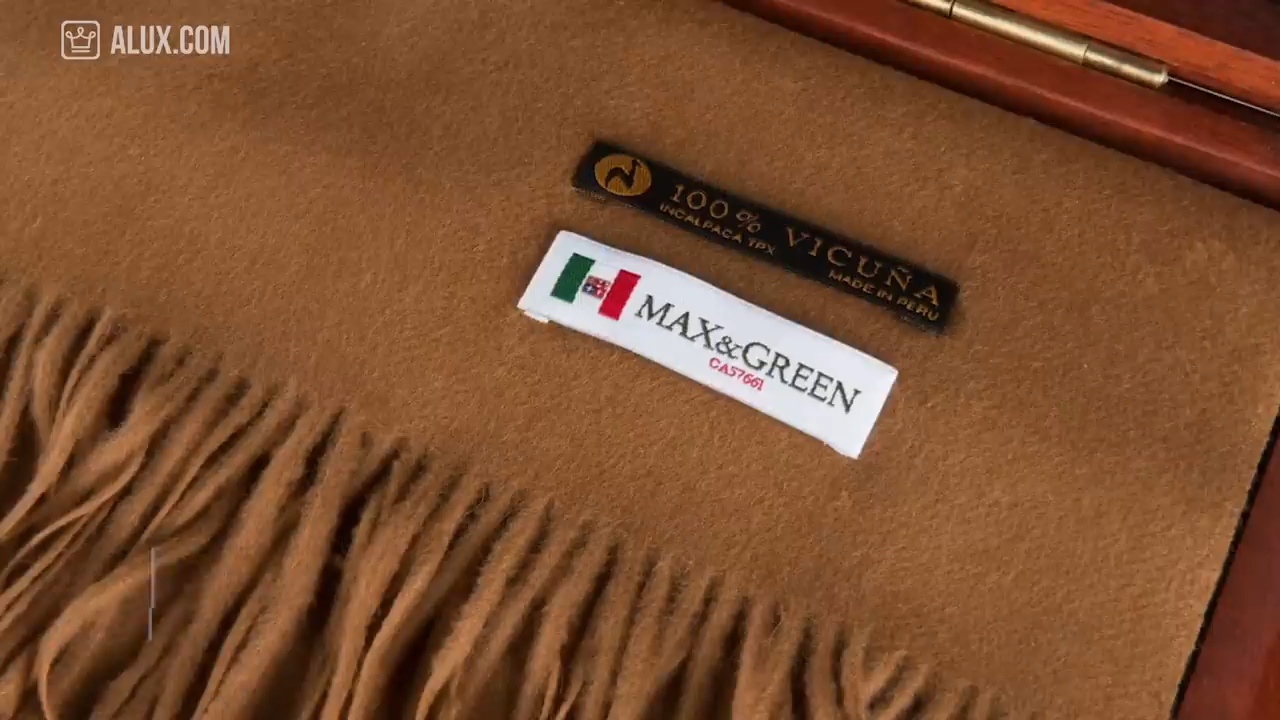 ALUX.COM
100% VICUÑA
INCALPACA TPX
MADE IN PERU
MAX&GREEN
CA57661